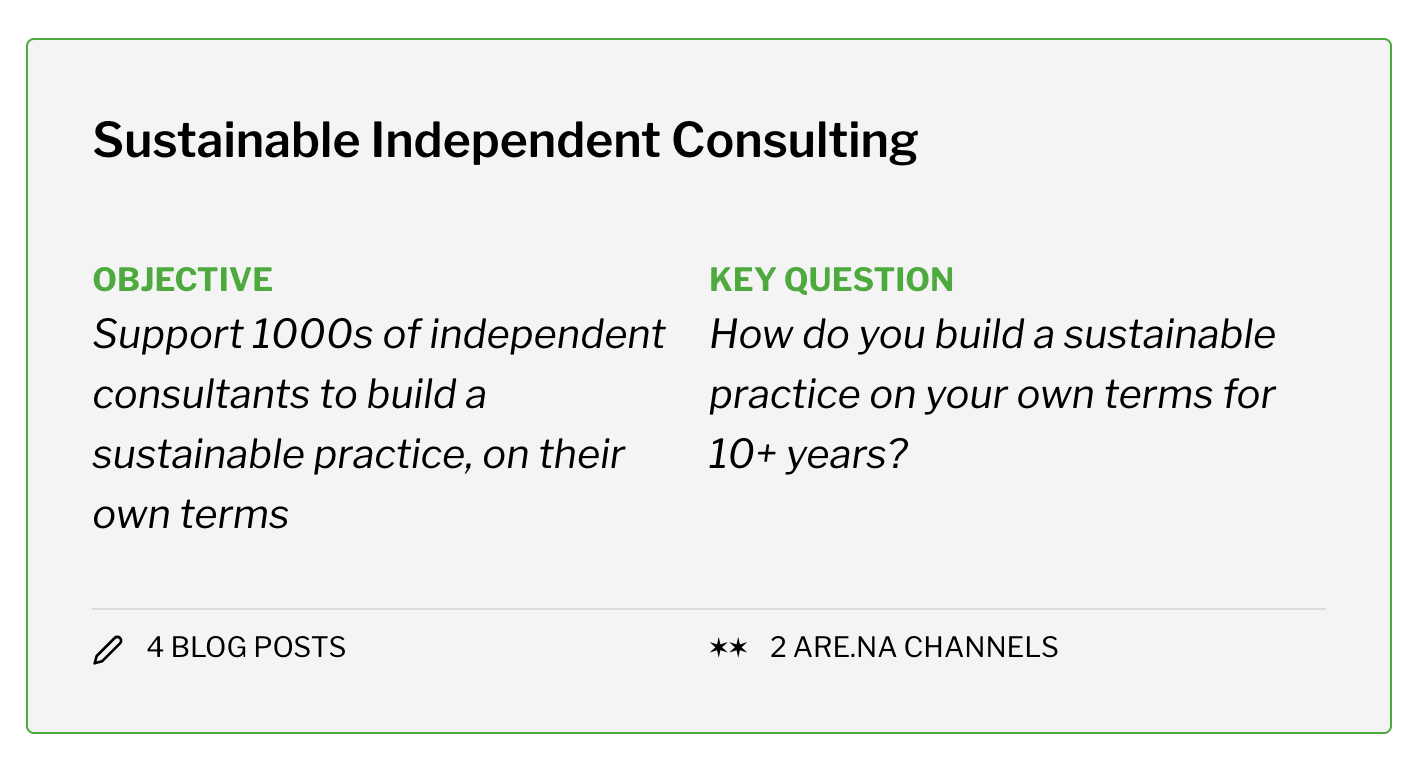 Sustainable Independent Consulting
OBJECTIVE
Support 1000s of independent
consultants to build a
sustainable practice, on their
own terms
KEY QUESTION
How do you build a sustainable
practice on your own terms for
10+ years?
4 BLOG POSTS
✶✶ 2 ARE.NA CHANNELS